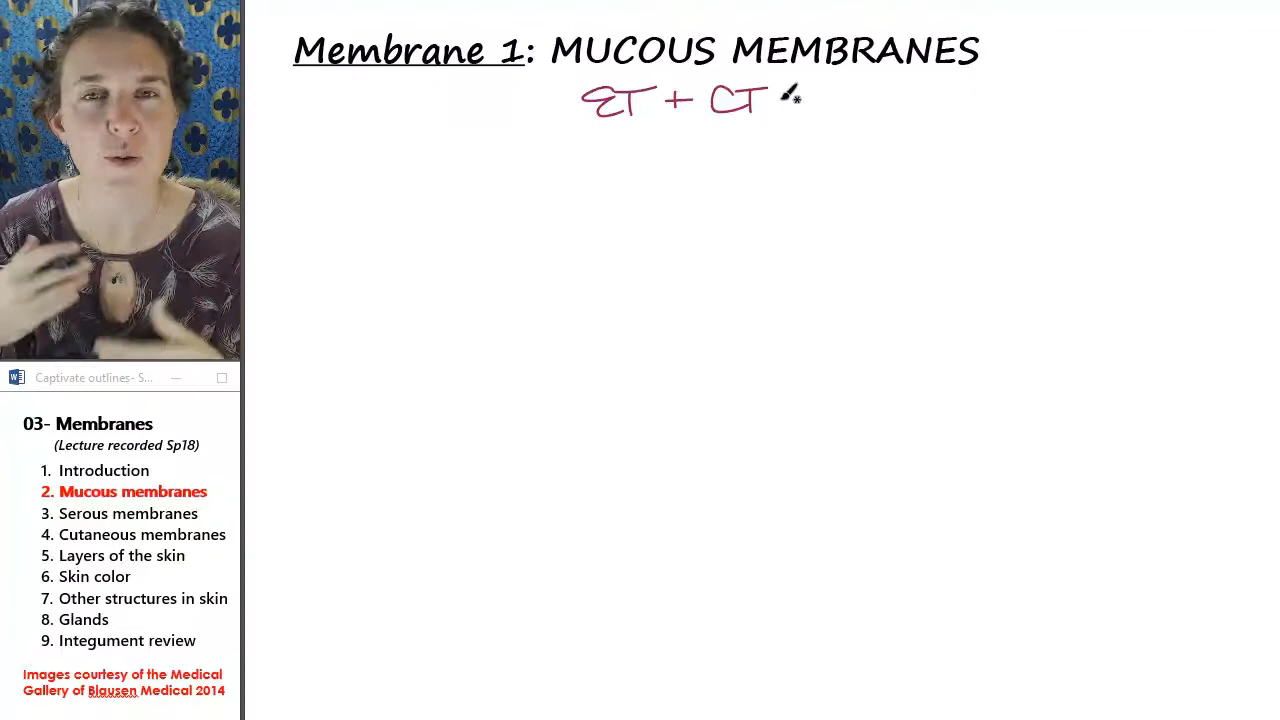 Membrane 1: MUCOUS MEMBRANES
ET + CT
Captivate outlines- S...
03- Membranes
(Lecture recorded Sp18)
1. Introduction
2. Mucous membranes
3. Serous membranes
4. Cutaneous membranes
5. Layers of the skin
6. Skin color
7. Other structures in skin
8. Glands
9. Integument review
Images courtesy of the Medical
Gallery of Blausen Medical 2014